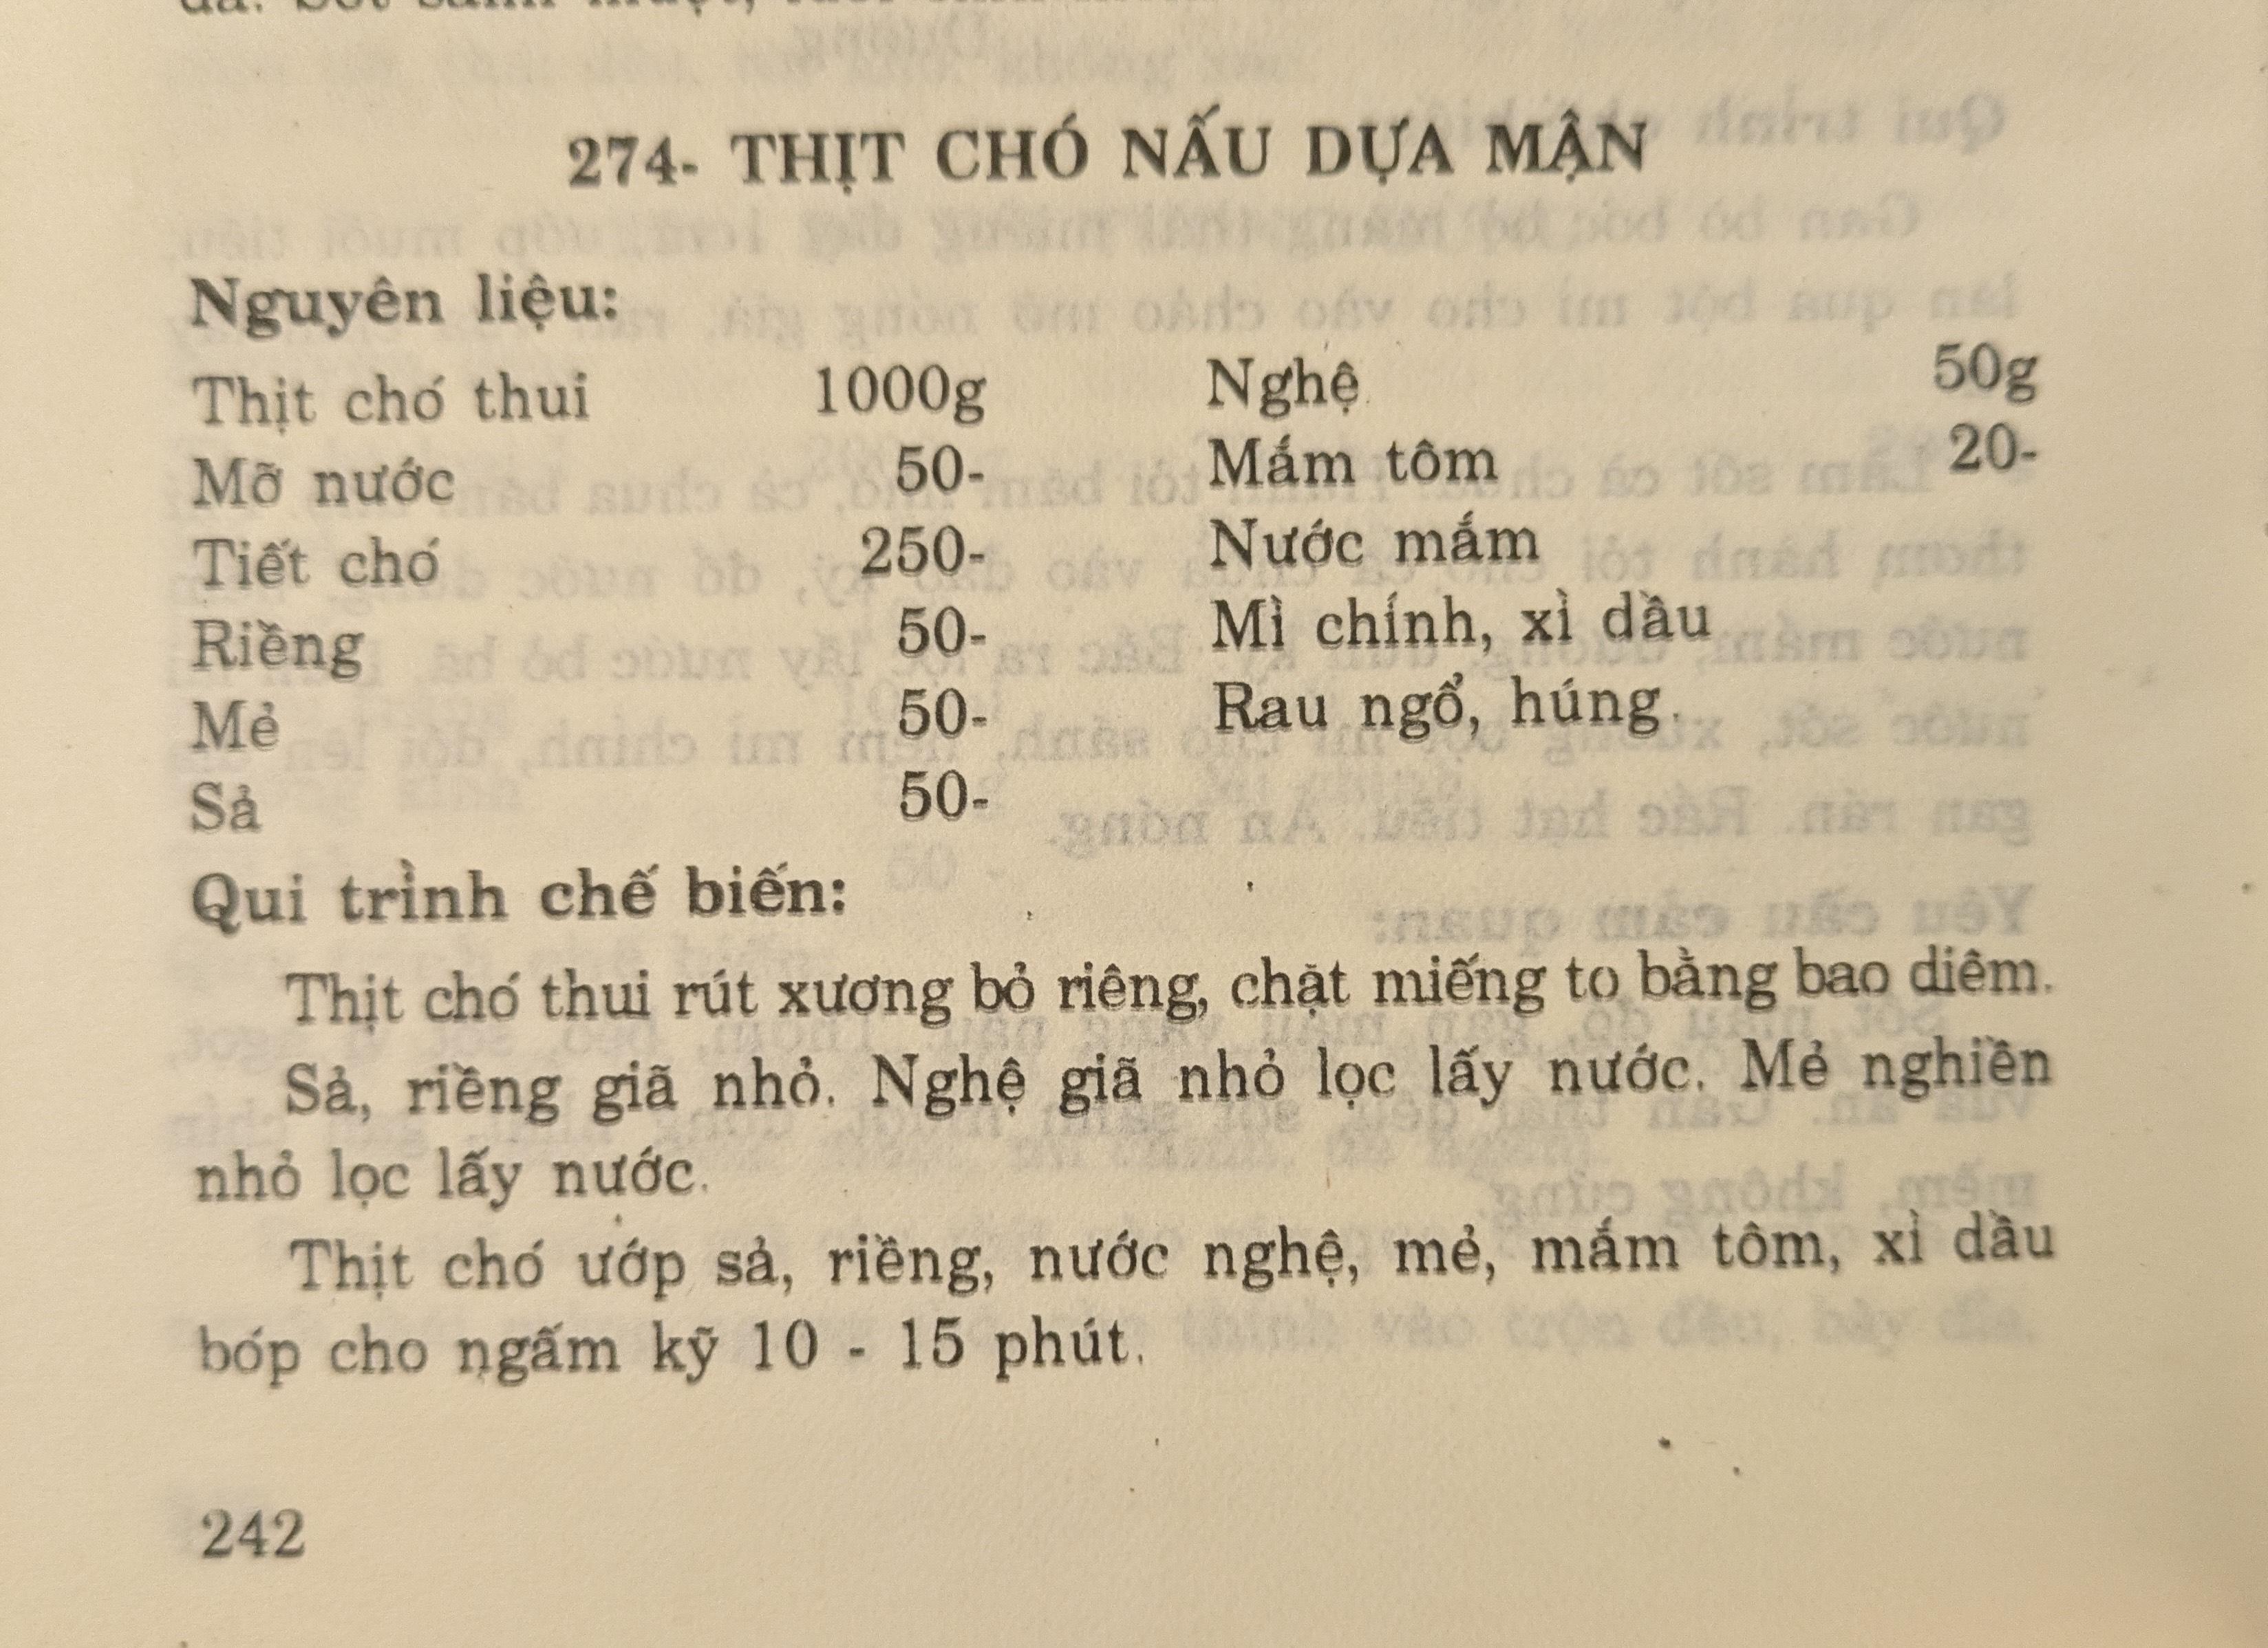 274- THỊT CHÓ NẤU DỰA MẬN
Nguyên liệu:
Thịt chó thui 1000g Nghệ 50g
Mỡ nước 50- Mắm tôm 20-
Tiết chó 250- Nước mắm
Riềng 50- Mì chính, xì dầu
Mẻ 50- Rau ngổ, húng.
Sả 50-
Qui trình chế biến:
Thịt chó thui rút xương bỏ riêng, chặt miếng to bằng bao diêm.
Sả, riềng giã nhỏ. Nghệ giã nhỏ lọc lấy nước. Mẻ nghiền
nhỏ lọc lấy nước.
Thịt chó ướp sả, riềng, nước nghệ, mẻ, mắm tôm, xì dầu
bóp cho ngấm kỹ 10 - 15 phút.
242